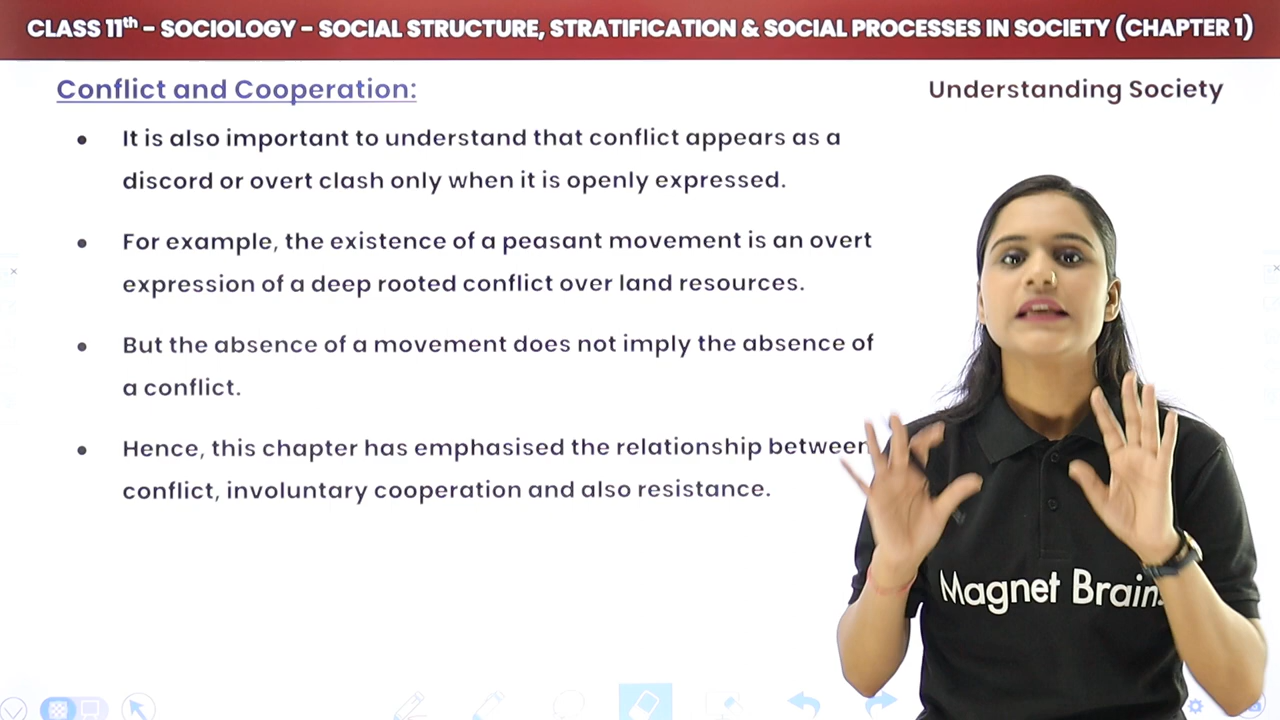 CLASS 11th - SOCIOLOGY - SOCIAL STRUCTURE, STRATIFICATION & SOCIAL PROCESSES IN SOCIETY (CHAPTER 1)
Conflict and Cooperation:
Understanding Society
• It is also important to understand that conflict appears as a
discord or overt clash only when it is openly expressed.
• For example, the existence of a peasant movement is an overt
expression of a deep rooted conflict over land resources.
• But the absence of a movement does not imply the absence of
a conflict.
• Hence, this chapter has emphasised the relationship between
conflict, involuntary cooperation and also resistance.
Magnet Brain